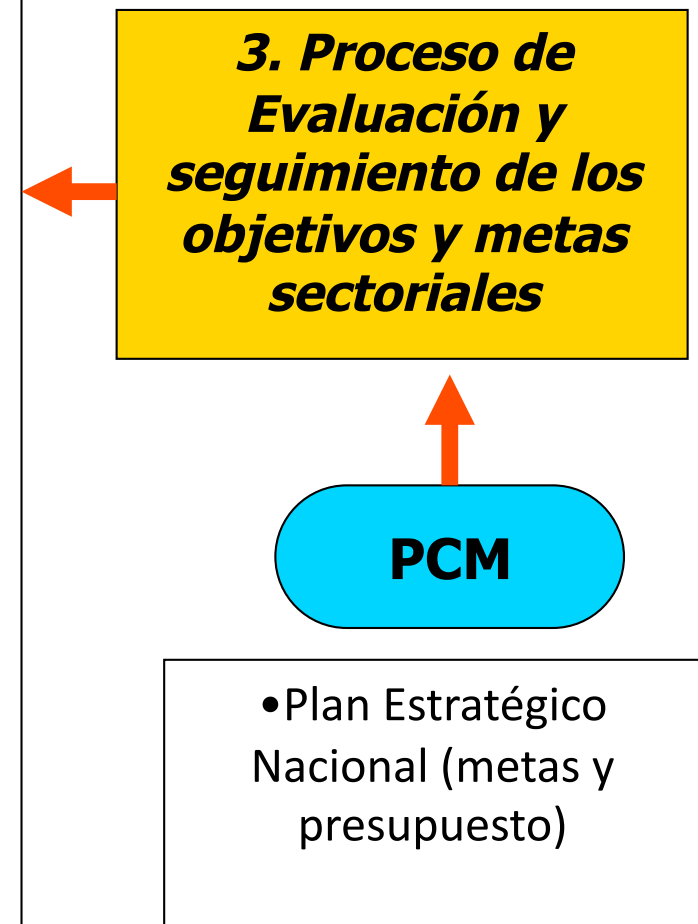 3. Proceso de
Evaluación y
seguimiento de los
objetivos y metas
sectoriales
PCM
•Plan Estratégico
Nacional (metas y
presupuesto)